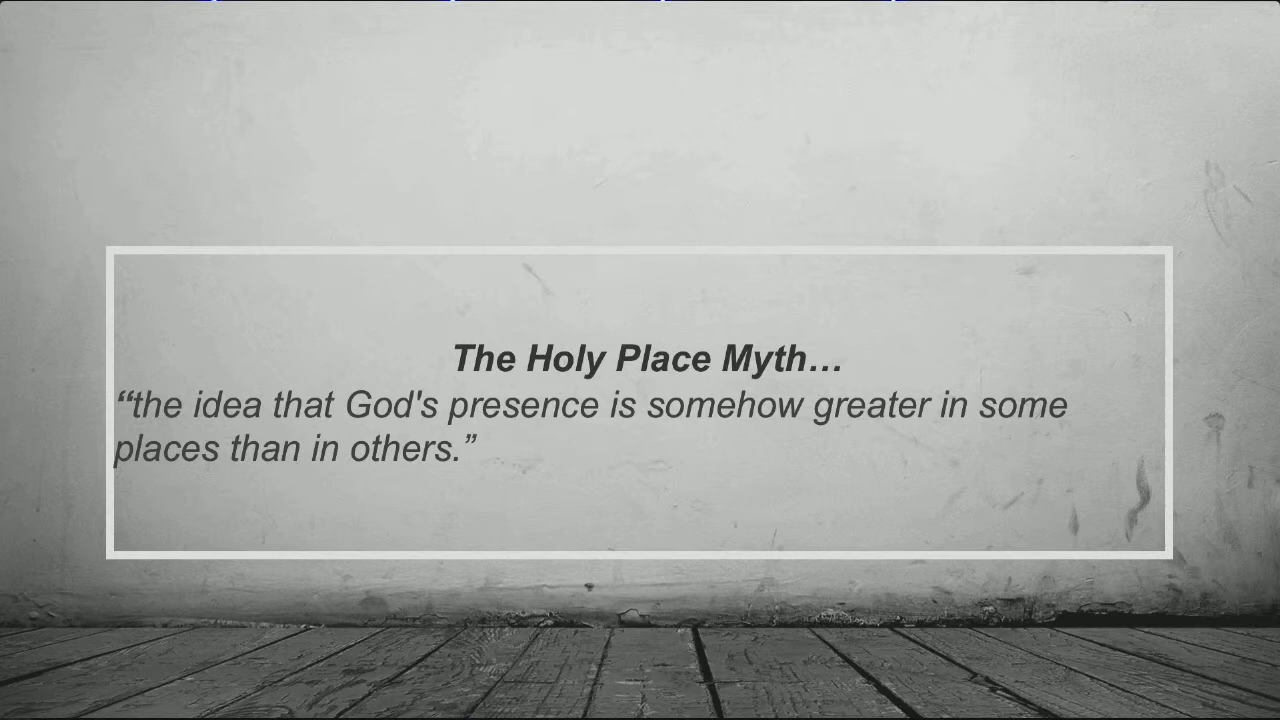 The Holy Place Myth…
“the idea that God's presence is somehow greater in some
places than in others.”